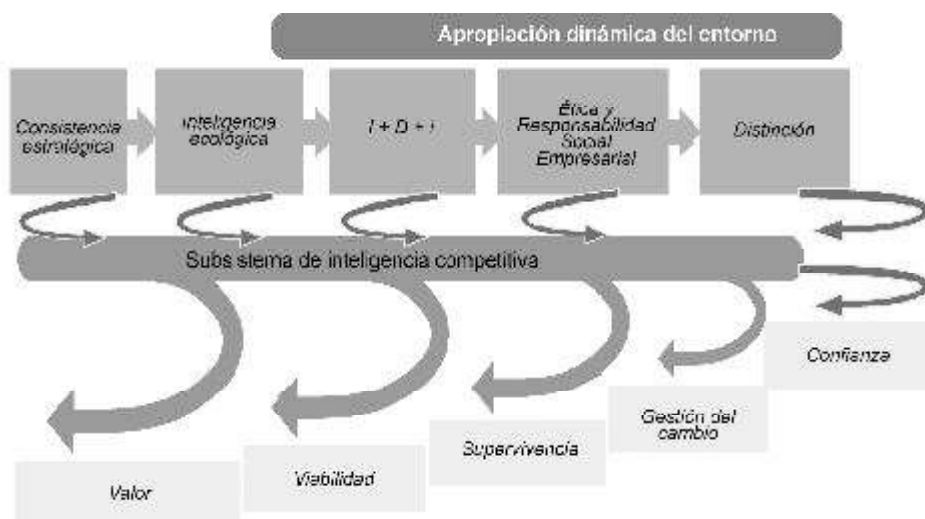 Apropiación dinámica del entorno
Consistencia
estratégica
Inteligencia
ecológica
I + D + i
Ética y
Responsabilidad
Social
Empresarial
Distinción
Subsistema de inteligencia competitiva
Confianza
Gestión del
cambio
Supervivencia
Viabilidad
Valor